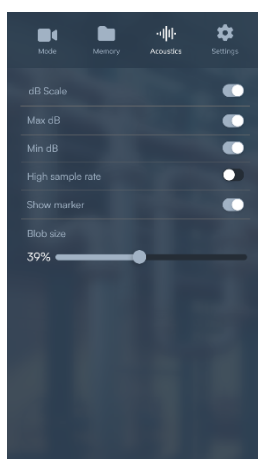 Mode Memory Acoustics Settings
dB Scale
Max dB
Min dB
High sample rate
Show marker
Blob size
39%